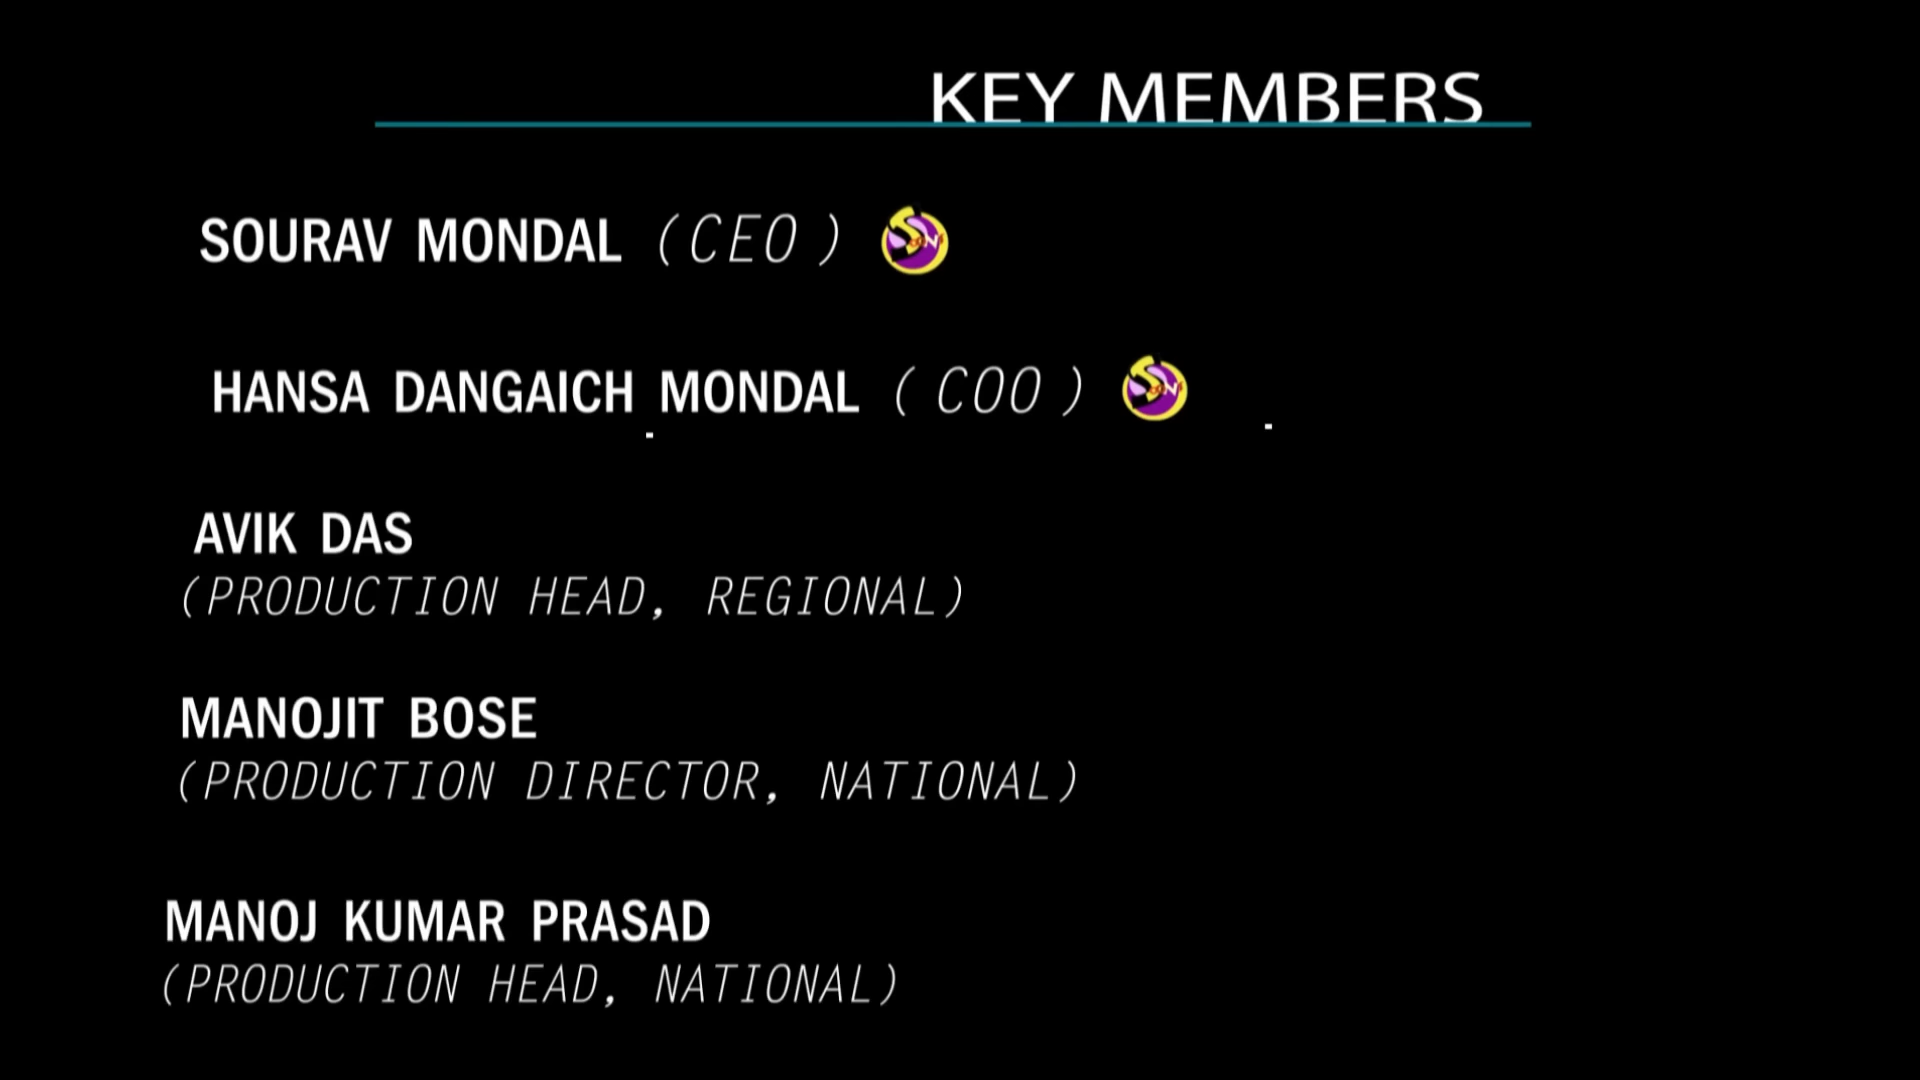 KEY MEMBERS
SOURAV MONDAL (CEO )
HANSA DANGAICH MONDAL ( COO )
AVIK DAS
(PRODUCTION HEAD, REGIONAL)
MANOJIT BOSE
(PRODUCTION DIRECTOR, NATIONAL)
MANOJ KUMAR PRASAD
(PRODUCTION HEAD, NATIONAL)